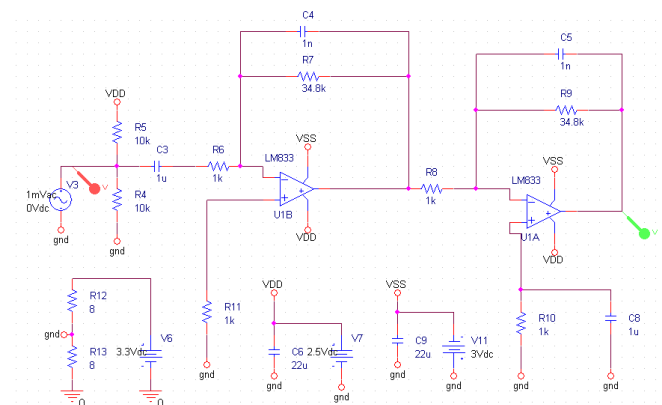 C4
1n
C5
1n
R7
34.8k
R9
34.8k
VDD
R5
10k
C3
1u
R6
1k
LM833
VSS
R8
1k
LM833
VSS
V3
V
1mVac
0Vdc
R4
10k
U1B
VDD
U1A
VDD
V
gnd
gnd
R12
8
gnd
R13
8
V6
3.3Vdc
0
0
R11
1k
gnd
VDD
C6
22u
2.5Vdc
V7
gnd
gnd
VSS
C9
22u
V11
3Vdc
gnd
gnd
R10
1k
C8
1u
gnd
gnd